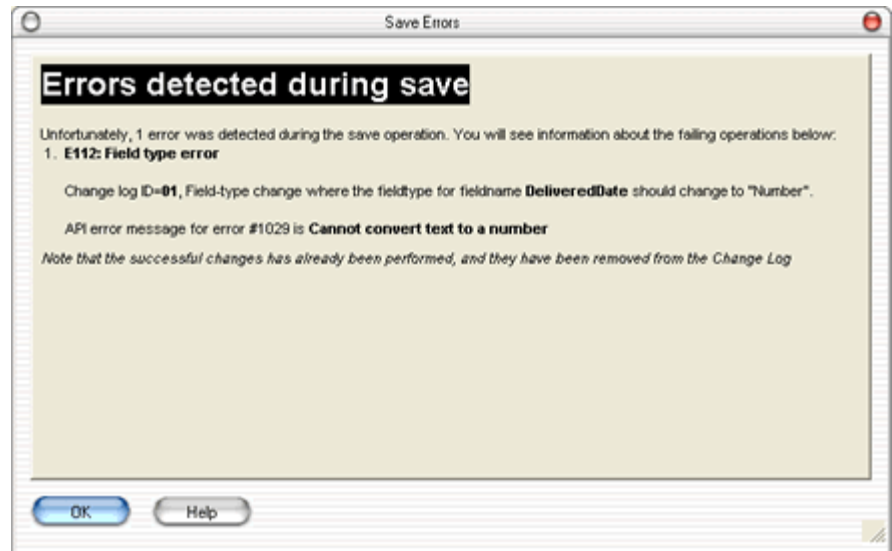 Save Errors
Errors detected during save
Unfortunately, 1 error was detected during the save operation. You will see information about the failing operations below:
1. E112: Field type error
Change log ID=01, Field-type change where the fieldtype for fieldname DeliveredDate should change to "Number".
API error message for error #1029 is Cannot convert text to a number
Note that the successful changes has already been performed, and they have been removed from the Change Log
OK Help